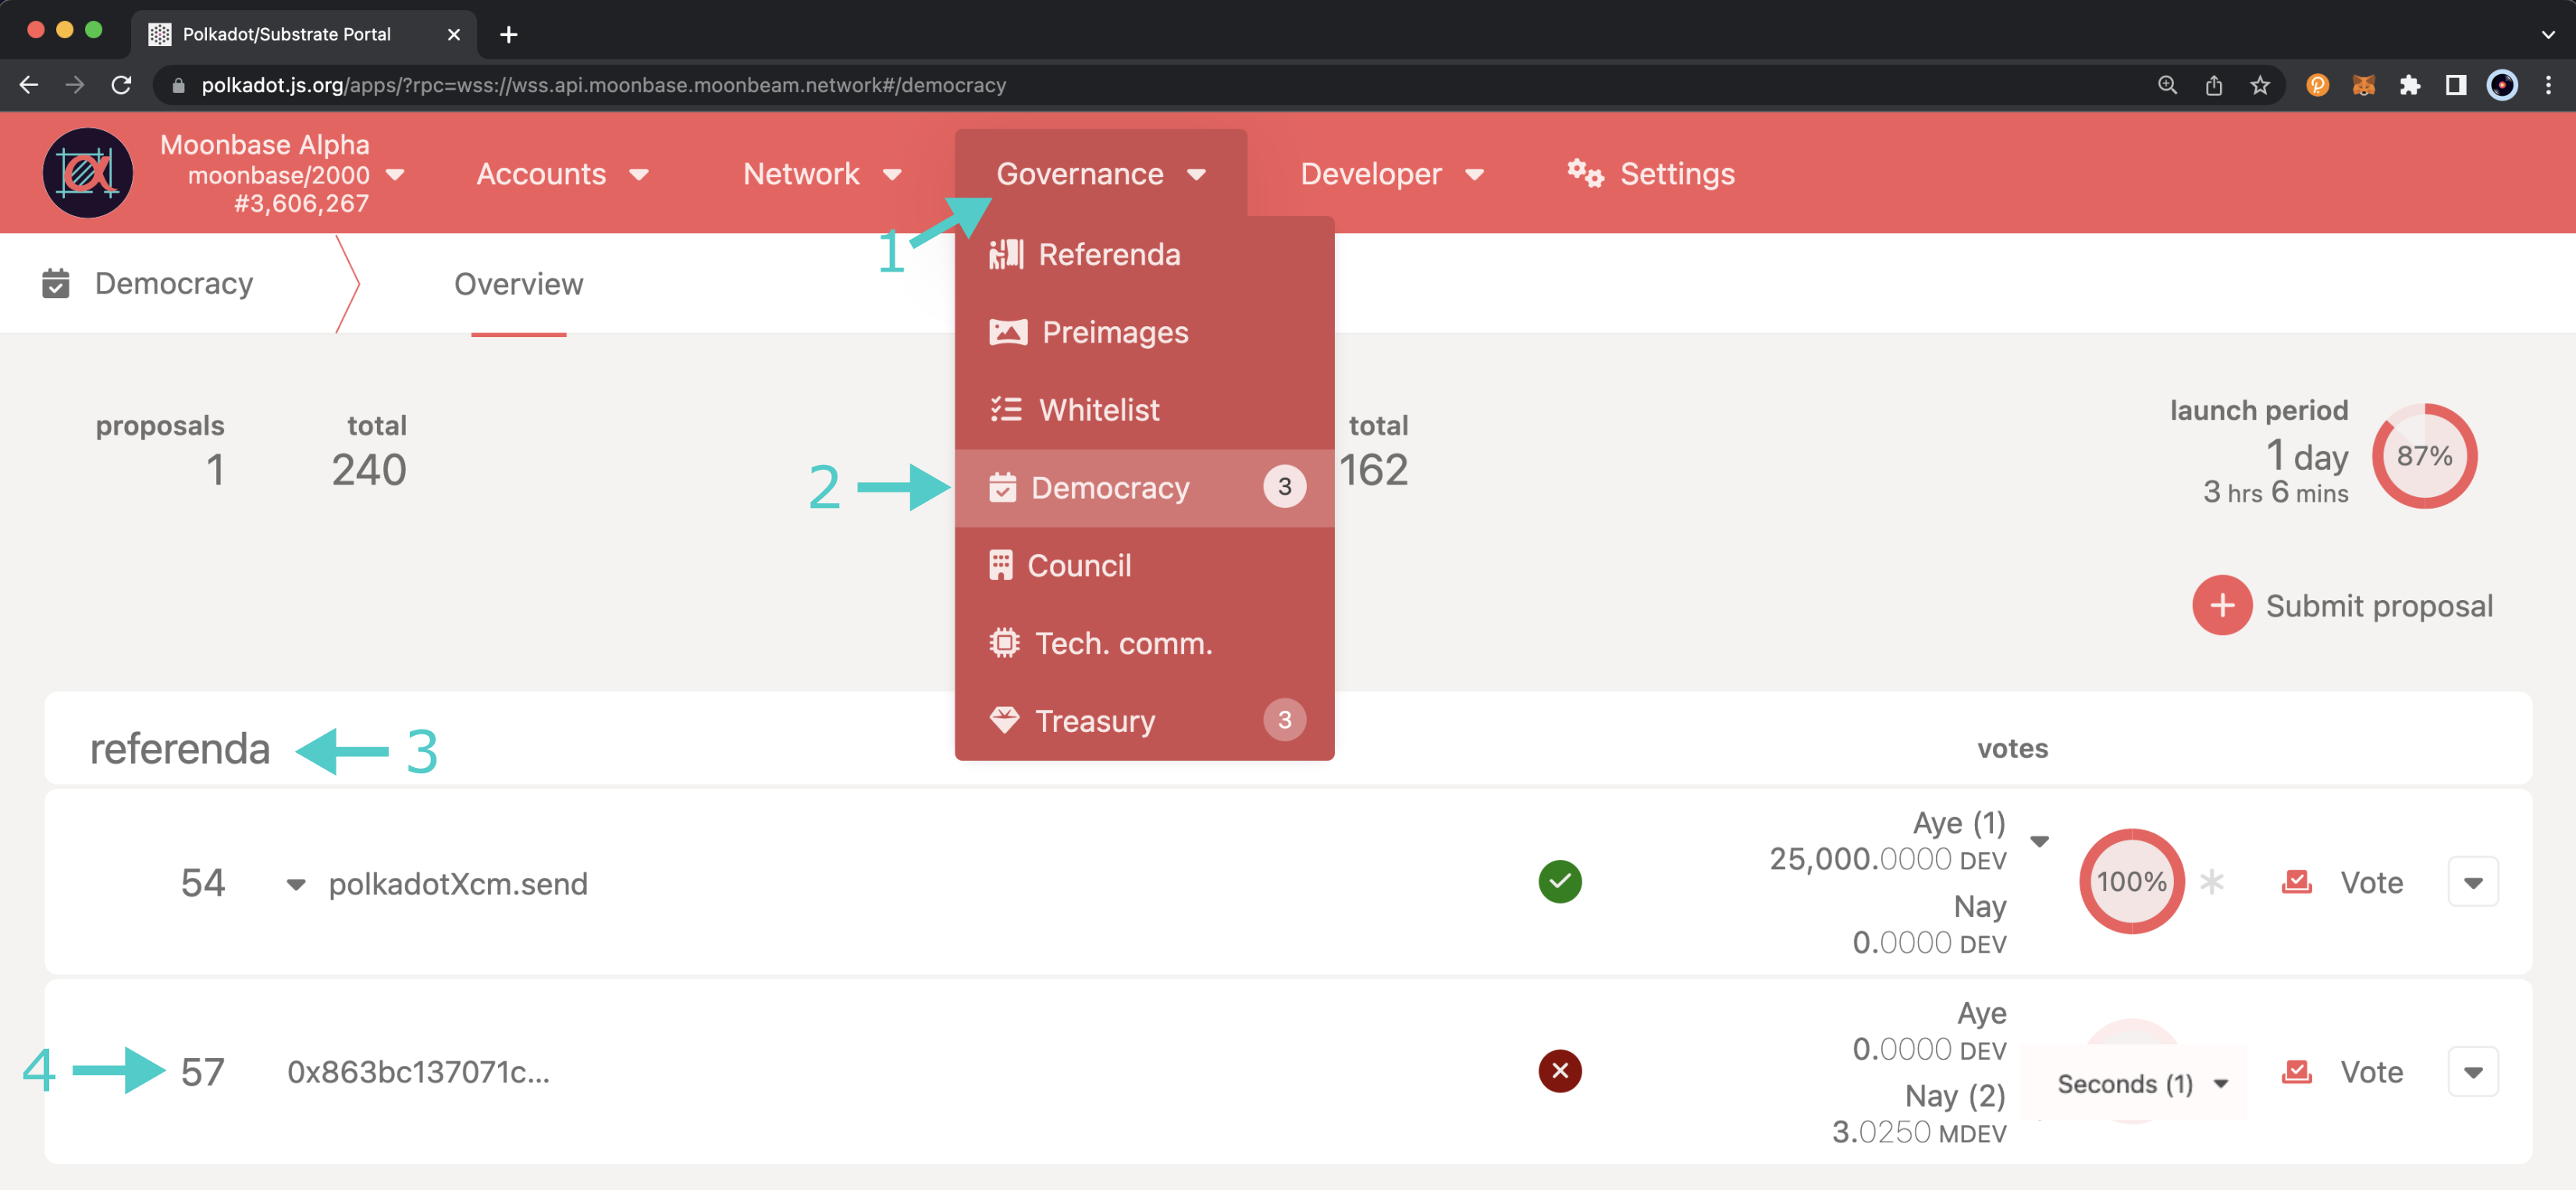 Polkadot/Substrate Portal
polkadot.js.org/apps/?rpc=wss://wss.api.moonbase.moonbeam.network#/democracy
Moonbase Alpha
moonbase/2000
#3,606,267
Accounts
Network
Governance
Developer
Settings
1
Democracy
Overview
Referenda
Preimages
Whitelist
Democracy 3
Council
Tech. comm.
Treasury 3
2
proposals
1
total
240
total
162
launch period
1 day
3 hrs 6 mins
87%
Submit proposal
referenda
3
votes
54
polkadotXcm.send
Aye (1)
25,000.0000 DEV
Nay
0.0000 DEV
100%
Vote
4
57
0x863bc137071c...
Aye
0.0000 DEV
Nay (2)
3.0250 MDEV
Seconds (1)
Vote